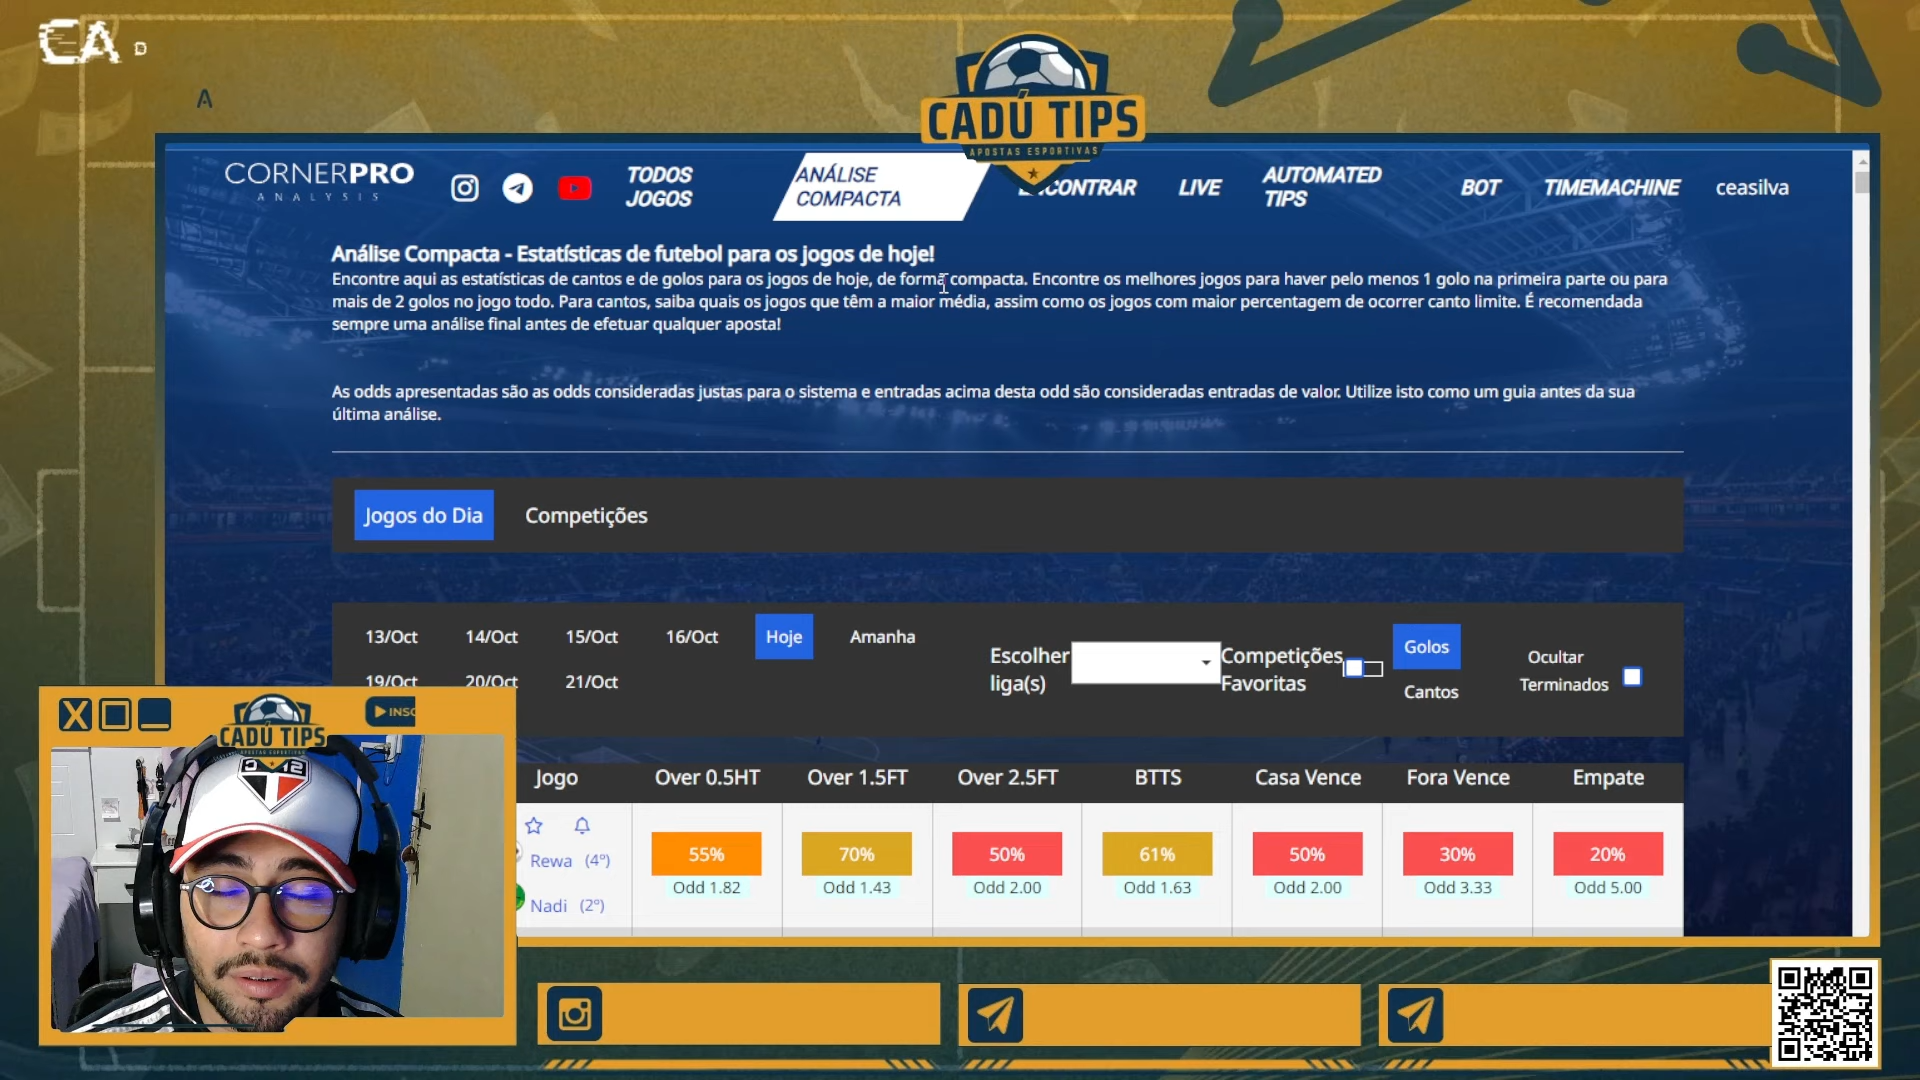 CA D
A
CADÚ TIPS
APOSTAS ESPORTIVAS
CORNERPRO
ANALYSIS
TODOS
JOGOS
ANÁLISE
COMPACTA
CONTRAR
LIVE
AUTOMATED
TIPS
BOT
TIMEMACHINE
ceasilva
Análise Compacta - Estatísticas de futebol para os jogos de hoje!
Encontre aqui as estatísticas de cantos e de golos para os jogos de hoje, de forma compacta. Encontre os melhores jogos para haver pelo menos 1 golo na primeira parte ou para
mais de 2 golos no jogo todo. Para cantos, saiba quais os jogos que têm a maior média, assim como os jogos com maior percentagem de ocorrer canto limite. É recomendada
sempre uma análise final antes de efetuar qualquer aposta!
As odds apresentadas são as odds consideradas justas para o sistema e entradas acima desta odd são consideradas entradas de valor. Utilize isto como um guia antes da sua
última análise.
Jogos do Dia Competições
13/Oct 14/Oct 15/Oct 16/Oct Hoje Amanha
19/Oct 20/Oct 21/Oct
Escolher
liga(s)
Competições
Favoritas
Golos
Cantos
Ocultar
Terminados
Jogo Over 0.5HT Over 1.5FT Over 2.5FT BTTS Casa Vence Fora Vence Empate
Rewa (4º)
Nadi (2º)
55% 70% 50% 61% 50% 30% 20%
Odd 1.82 Odd 1.43 Odd 2.00 Odd 1.63 Odd 2.00 Odd 3.33 Odd 5.00
X
CADÚ TIPS
APOSTAS ESPORTIVAS
INSC